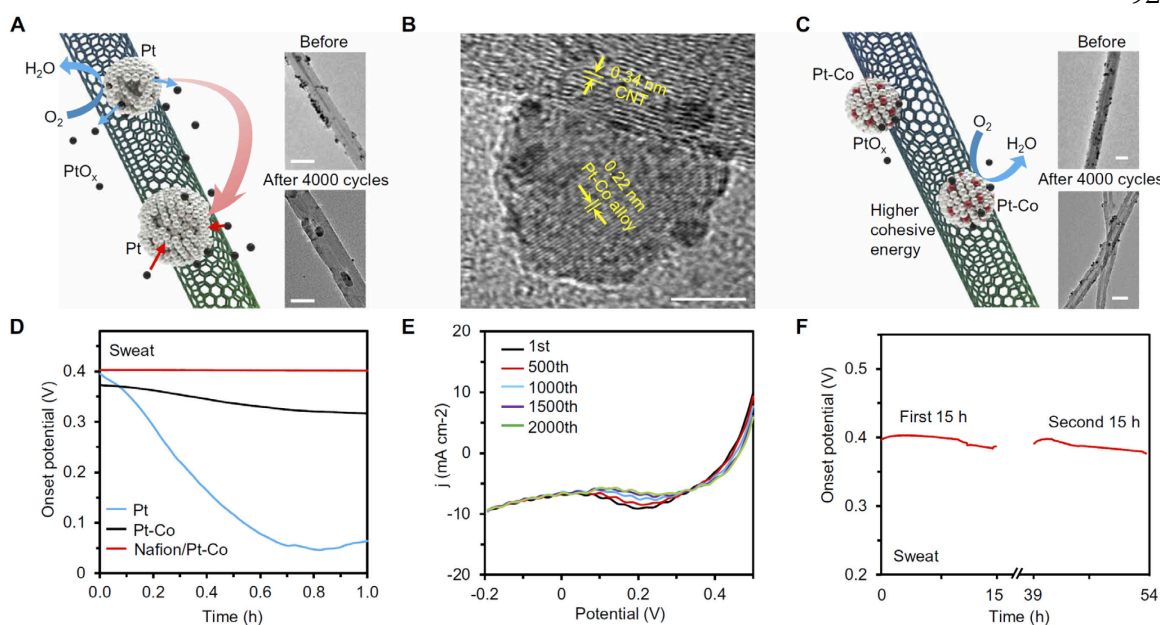 A
Pt
H2O
O2
PtOx
Pt
Before
After 4000 cycles
B
0.34 nm
CNT
0.22 nm
Pt-Co alloy
C
Pt-Co
PtOx
O2
H2O
Pt-Co
Higher
cohesive
energy
Before
After 4000 cycles
D
Sweat
Onset potential (V)
0.4
0.3
0.2
0.1
0
Pt
Pt-Co
Nafion/Pt-Co
0.0 0.2 0.4 0.6 0.8 1.0
Time (h)
E
j (mA cm-2)
20
10
0
-10
-20
1st
500th
1000th
1500th
2000th
-0.2 0 0.2 0.4
Potential (V)
F
Onset potential (V)
0.5
0.4
0.3
0.2
First 15 h
Second 15 h
Sweat
0 15 39 54
Time (h)